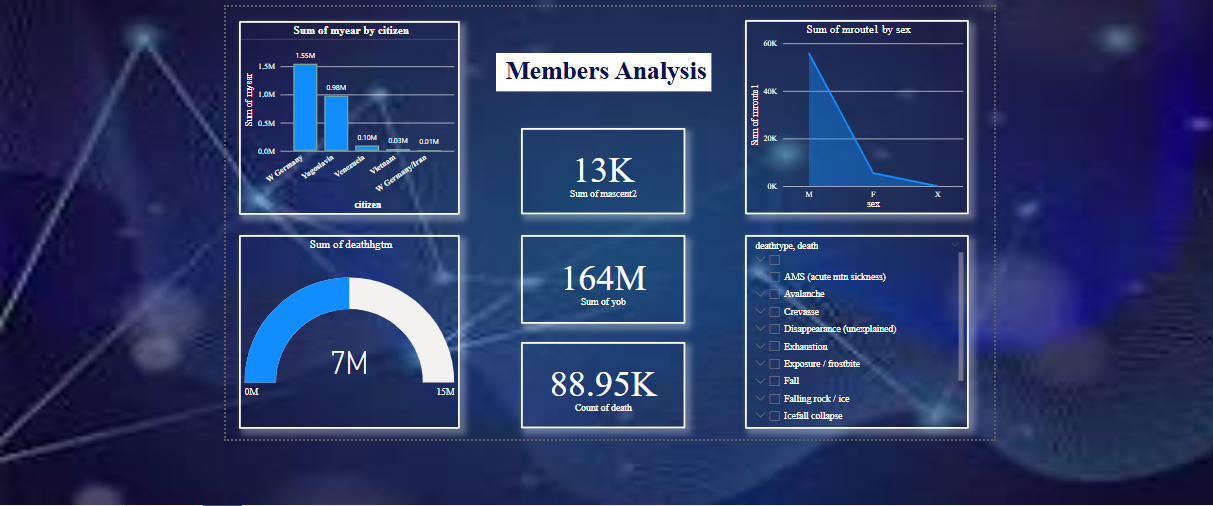 Sum of myear by citizen
Sum of myear
1.5M
1.0M
0.5M
0.0M
1.55M
0.98M
0.10M
0.03M
0.01M
W Germany
Yugoslavia
Venezuela
Vietnam
W Germany/Iran
citizen
Members Analysis
Sum of mroute1 by sex
Sum of mroute1
60K
40K
20K
0K
M
F
X
sex
13K
Sum of mascent2
Sum of deathhgtm
7M
0M
15M
164M
Sum of yob
88.95K
Count of death
deathtype, death
AMS (acute mtn sickness)
Avalanche
Crevasse
Disappearance (unexplained)
Exhaustion
Exposure / frostbite
Fall
Falling rock / ice
Icefall collapse